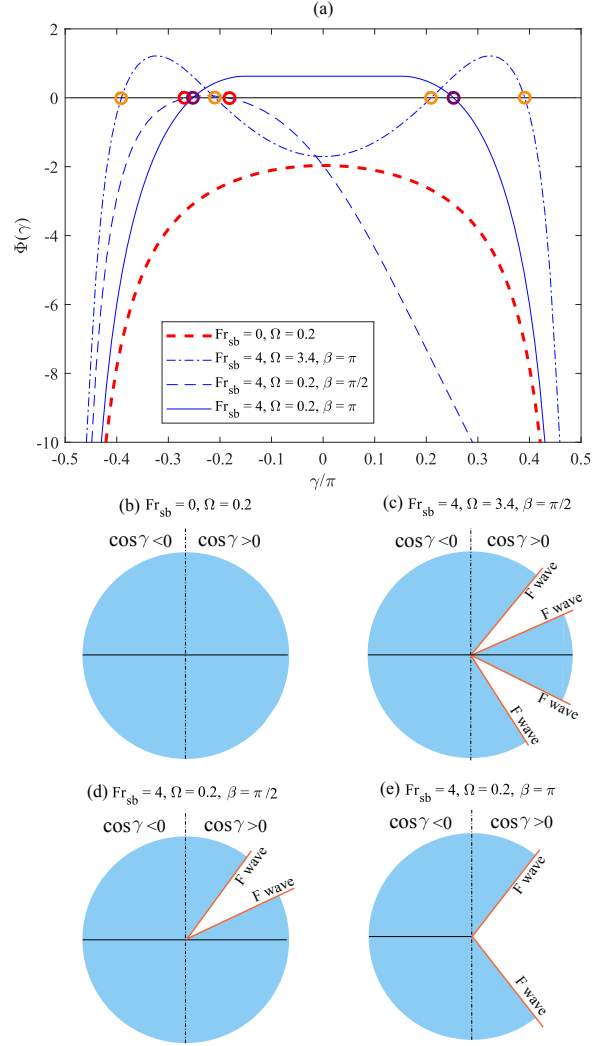 (a)
2
0
-2
-4
-6
-8
-10
Φ(γ)
Fr_sb = 0, Ω = 0.2
Fr_sb = 4, Ω = 3.4, β = π
Fr_sb = 4, Ω = 0.2, β = π/2
Fr_sb = 4, Ω = 0.2, β = π
-0.5 -0.4 -0.3 -0.2 -0.1 0 0.1 0.2 0.3 0.4 0.5
γ/π
(b) Fr_sb = 0, Ω = 0.2
cosγ <0 cosγ >0
(c) Fr_sb = 4, Ω = 3.4, β = π/2
cosγ <0 cosγ >0
F wave
F wave
F wave
F wave
(d) Fr_sb = 4, Ω = 0.2, β = π/2
cosγ <0 cosγ >0
F wave
F wave
(e) Fr_sb = 4, Ω = 0.2, β = π
cosγ <0 cosγ >0
F wave
F wave